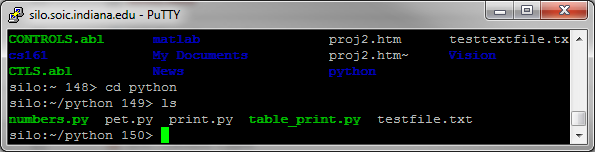 silo.soic.indiana.edu - PuTTY
CONTROLS.abl matlab proj2.htm testtextfile.tx
cs161 My Documents proj2.htm~ Vision
CTLS.abl News python
silo:~ 148> cd python
silo:~/python 149> ls
numbers.py pet.py print.py table_print.py testfile.txt
silo:~/python 150>